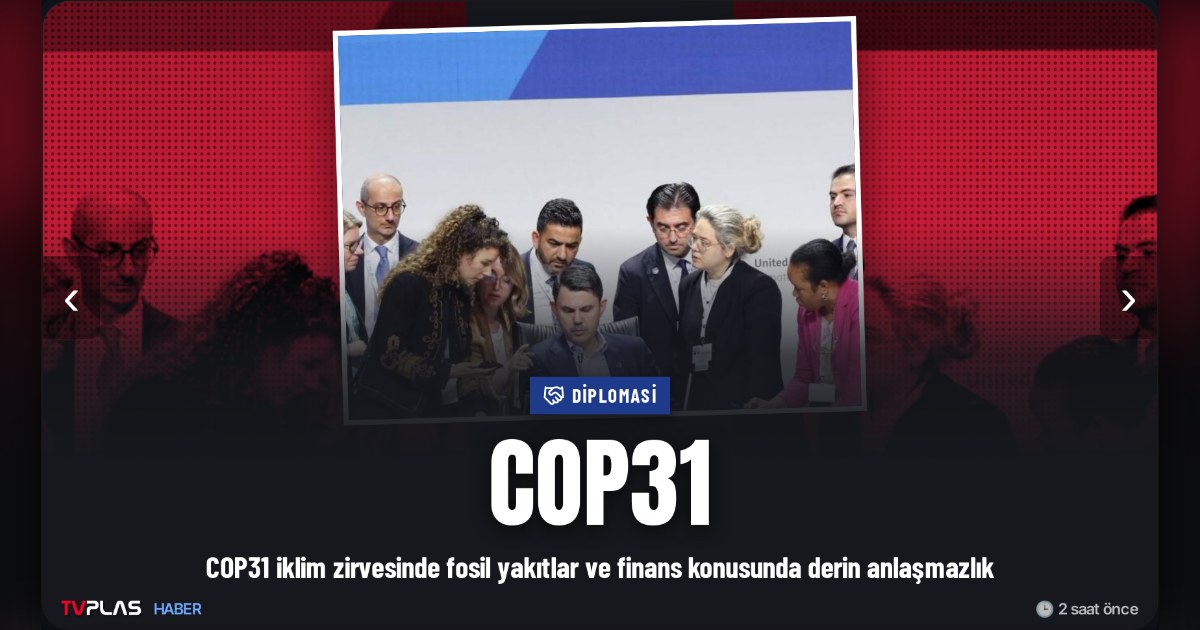 United
DİPLOMASİ
COP31
COP31 iklim zirvesinde fosil yakıtlar ve finans konusunda derin anlaşmazlık
TVPLAS HABER
2 saat önce